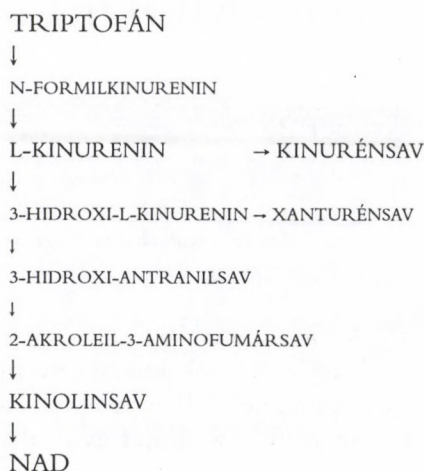 TRIPTOFÁN
↓
N-FORMILKINURENIN
↓
L-KINURENIN → KINURÉNSAV
↓
3-HIDROXI-L-KINURENIN → XANTURÉNSAV
↓
3-HIDROXI-ANTRANILSAV
↓
2-AKROLEIL-3-AMINOFUMÁRSAV
↓
KINOLINSAV
↓
NAD